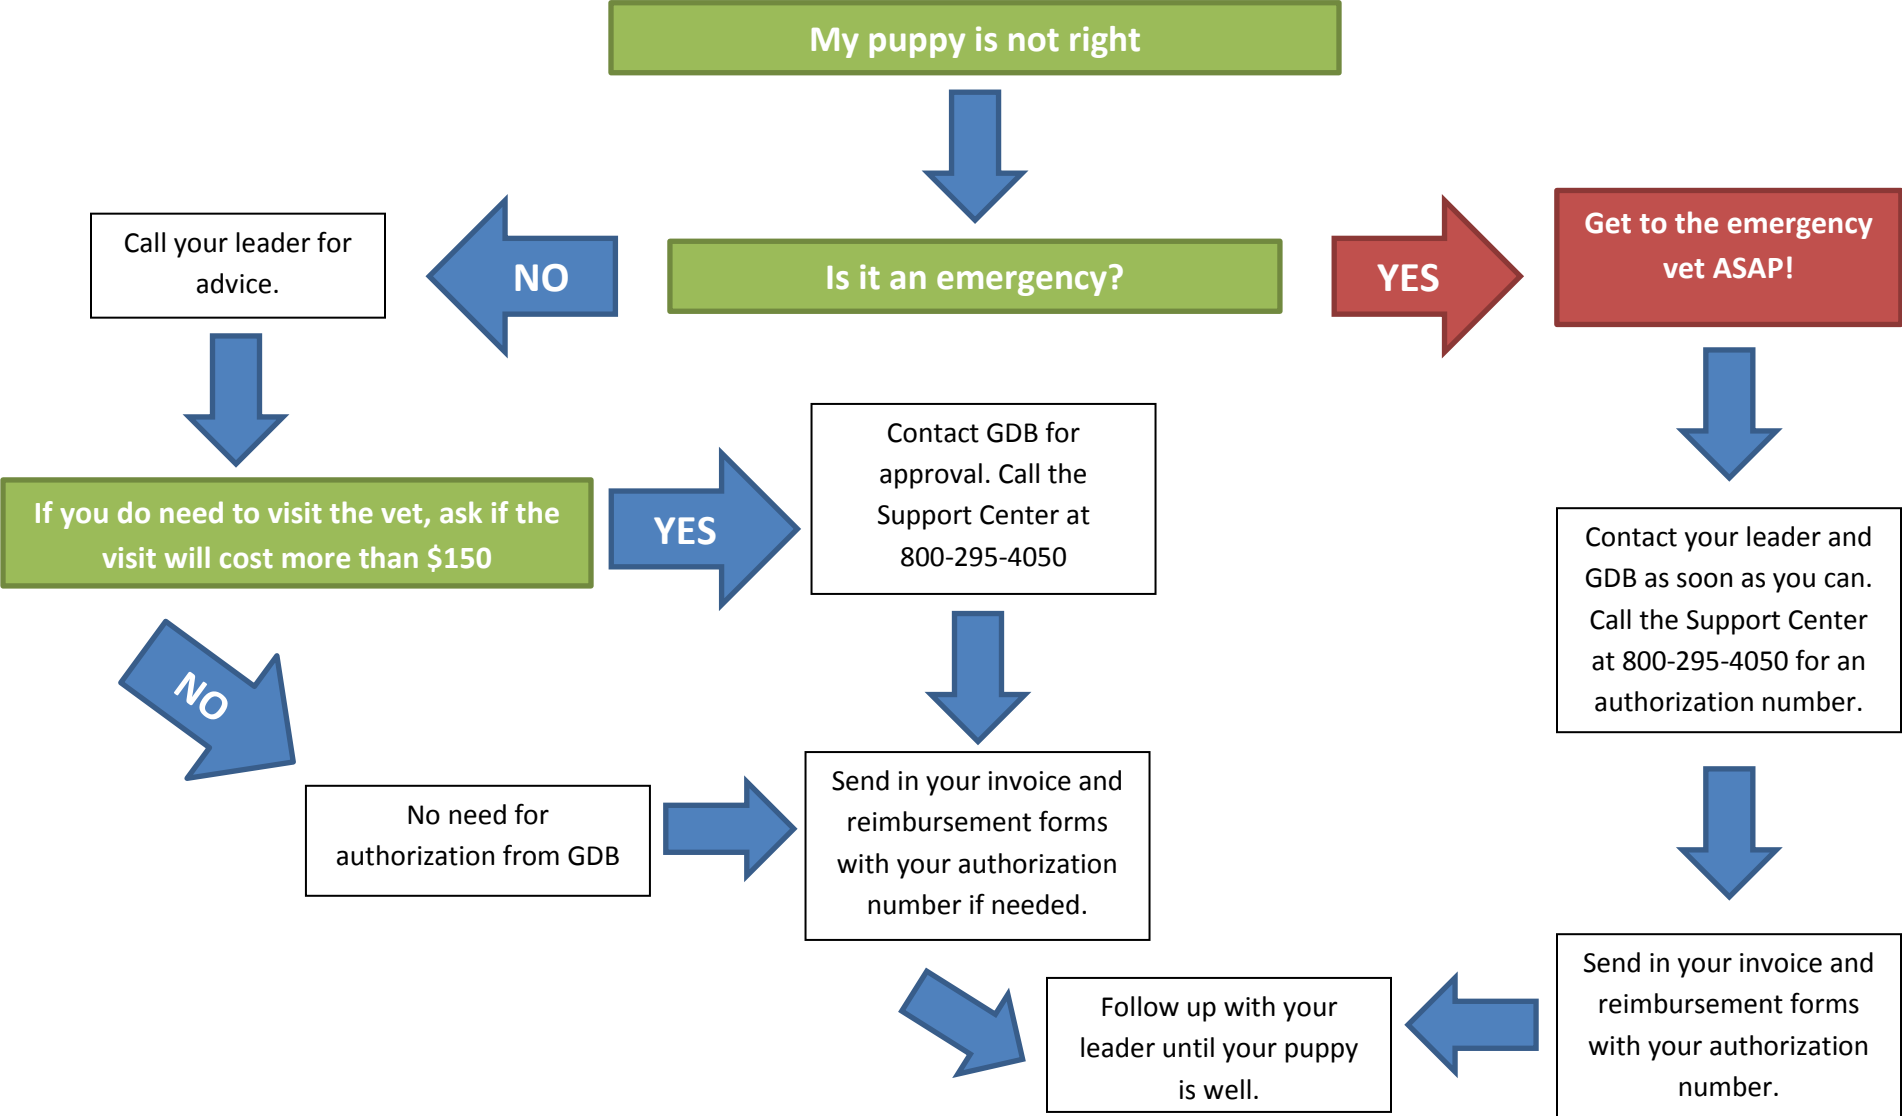 My puppy is not right
Call your leader for
advice.
NO
Is it an emergency?
YES
Get to the emergency
vet ASAP!
If you do need to visit the vet, ask if the
visit will cost more than $150
YES
Contact GDB for
approval. Call the
Support Center at
800-295-4050
Contact your leader and
GDB as soon as you can.
Call the Support Center
at 800-295-4050 for an
authorization number.
NO
No need for
authorization from GDB
Send in your invoice and
reimbursement forms
with your authorization
number if needed.
Follow up with your
leader until your puppy
is well.
Send in your invoice and
reimbursement forms
with your authorization
number.